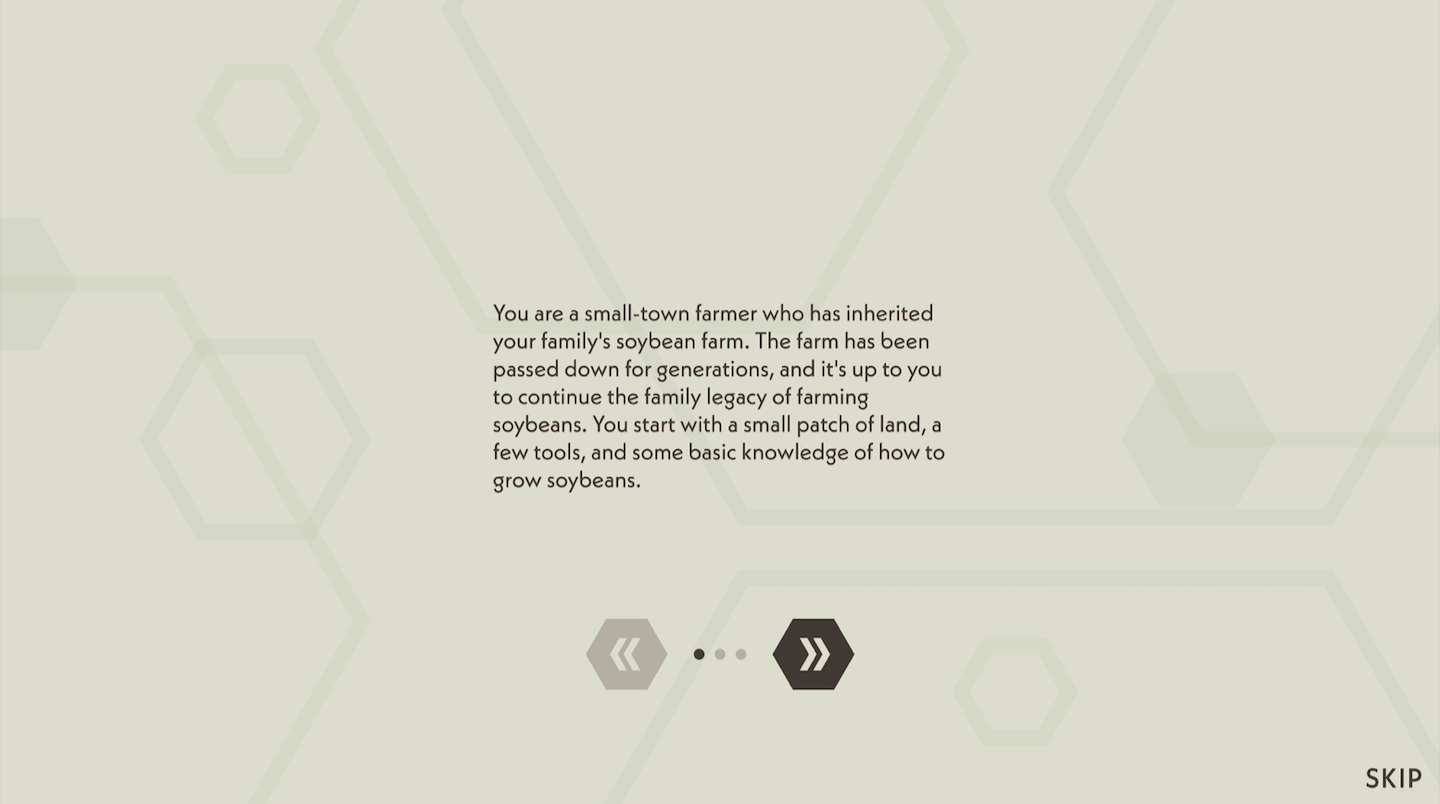 You are a small-town farmer who has inherited
your family's soybean farm. The farm has been
passed down for generations, and it's up to you
to continue the family legacy of farming
soybeans. You start with a small patch of land, a
few tools, and some basic knowledge of how to
grow soybeans.
SKIP